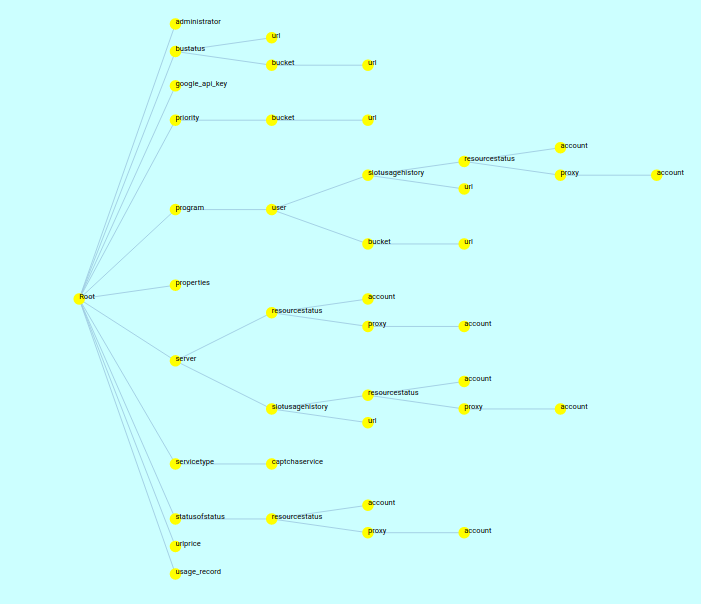 administrator
bustatus
url
bucket
url
google_api_key
priority
bucket
url
program
user
slotusagehistory
resourcestatus
account
proxy
account
url
bucket
url
Root
properties
server
resourcestatus
account
proxy
account
slotusagehistory
resourcestatus
account
proxy
account
url
servicetype
captchaservice
statusofstatus
resourcestatus
account
proxy
account
urlprice
usage_record